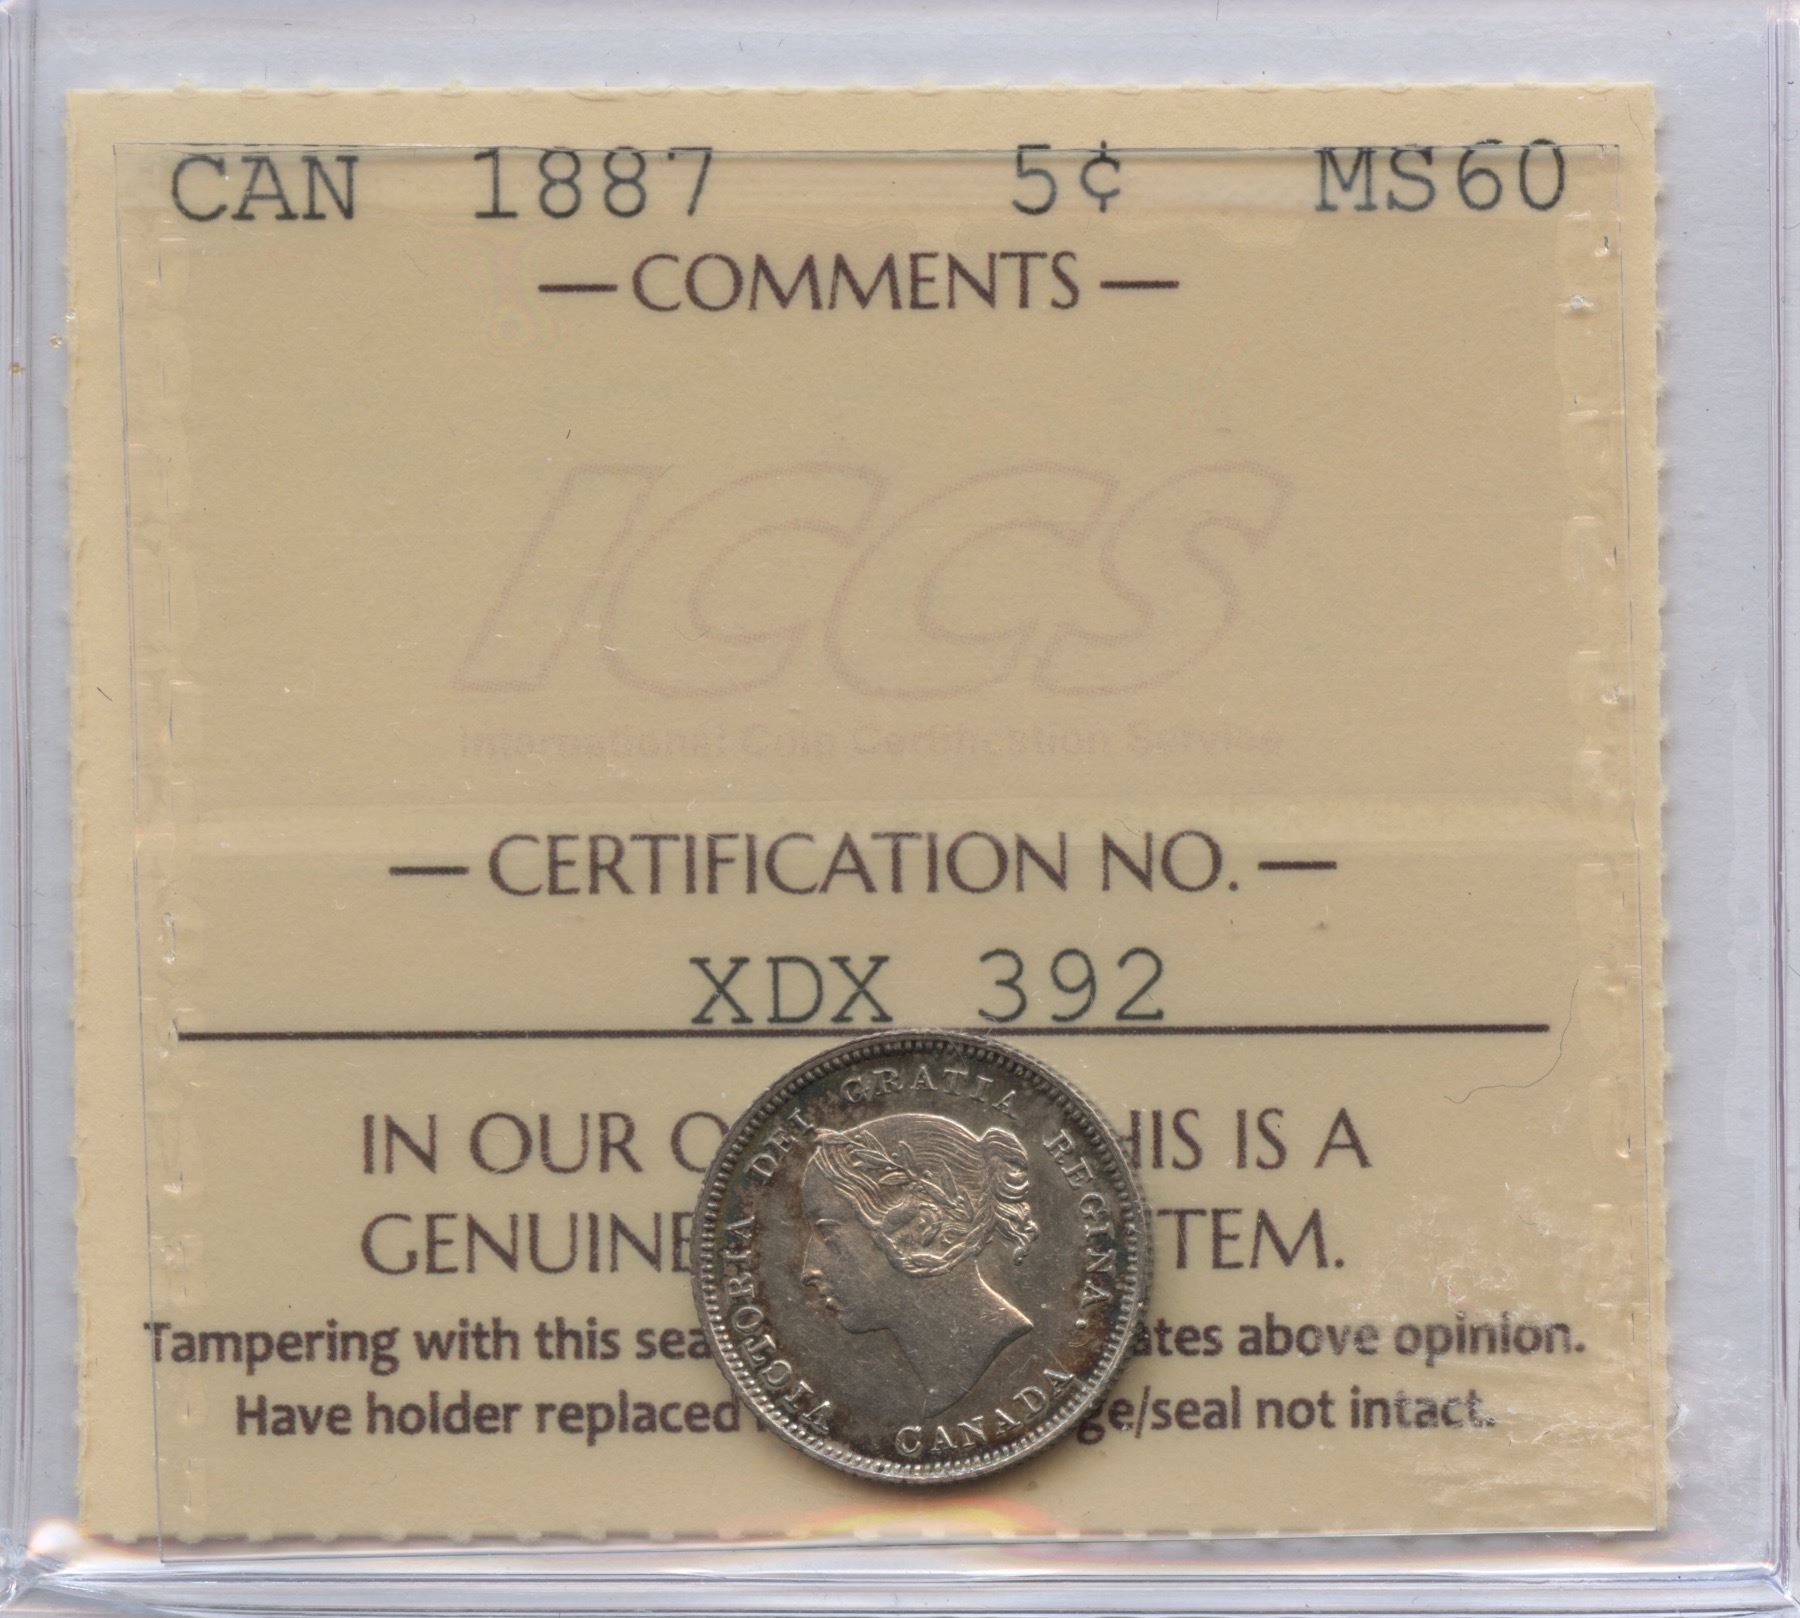 CAN 1887 5¢ MS60
— COMMENTS —
ICCS
International Coin Certification Service
— CERTIFICATION NO. —
XDX 392
IN OUR O HIS IS A
GENUINE TEM.
Tampering with this sea ates above opinion.
Have holder replaced ge/seal not intact.
VICTORIA DEI GRATIA REGINA.
CANADA